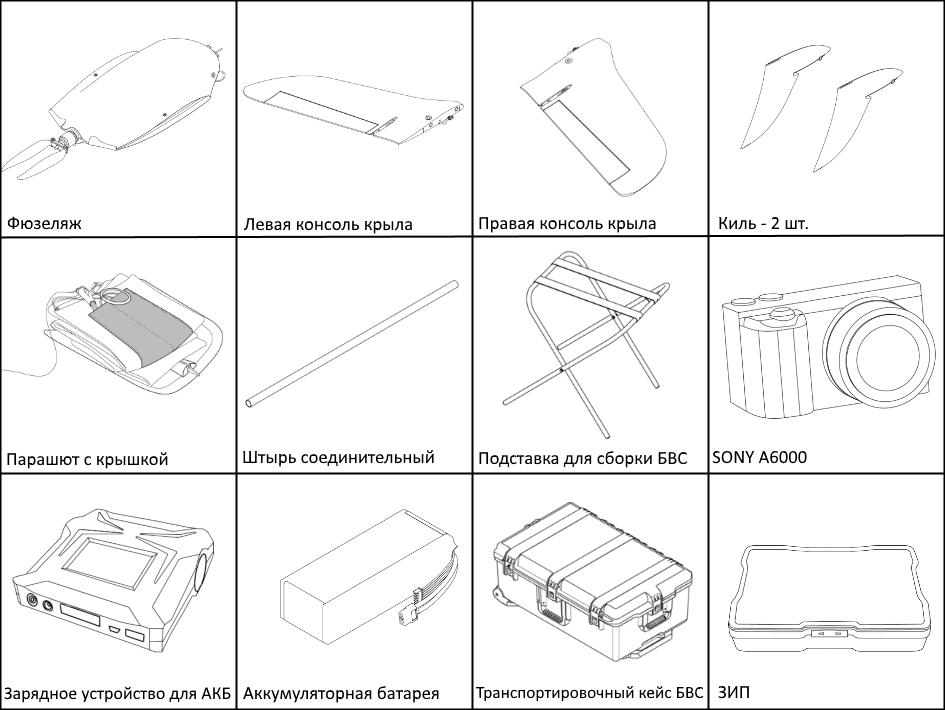 Фюзеляж
Левая консоль крыла
Правая консоль крыла
Киль - 2 шт.
Парашют с крышкой
Штырь соединительный
Подставка для сборки БВС
SONY A6000
Зарядное устройство для АКБ
Аккумуляторная батарея
Транспортировочный кейс БВС
ЗИП